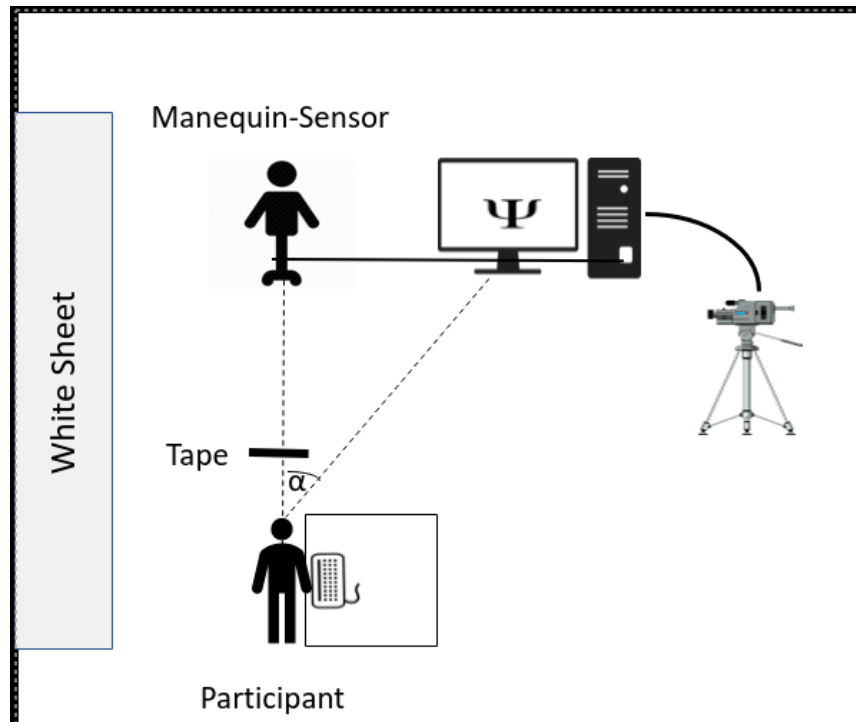 Manequin-Sensor
Ψ
White Sheet
Tape
α
Participant